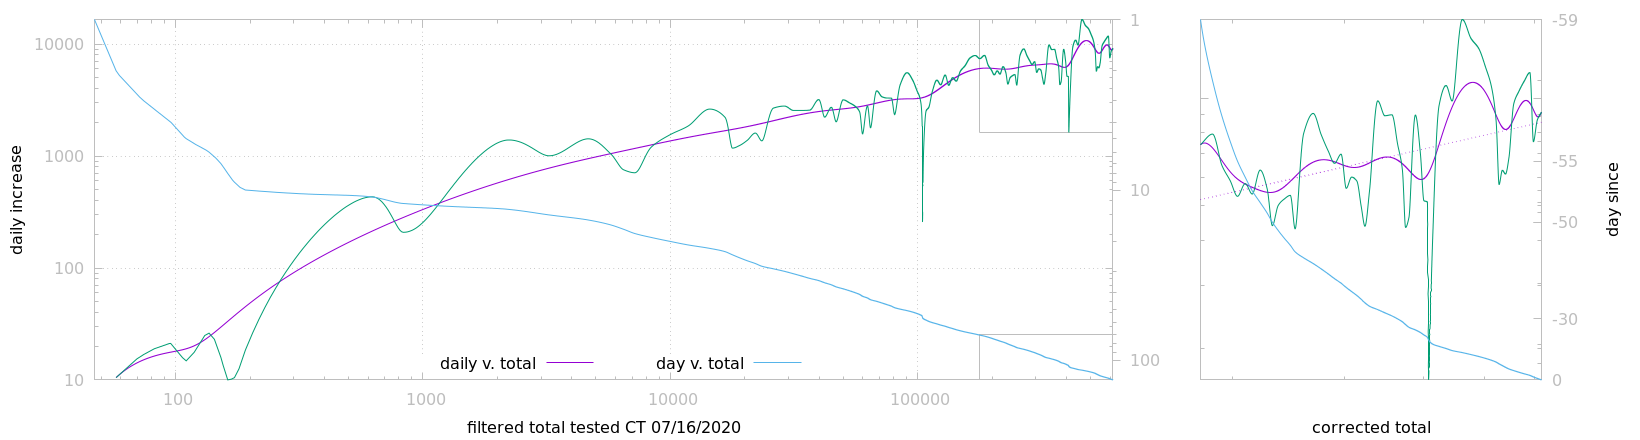 10000
1000
100
10
daily increase
100
1000
10000
100000
filtered total tested CT 07/16/2020
daily v. total
day v. total
1
10
100
-59
-55
-50
-30
0
day since
corrected total